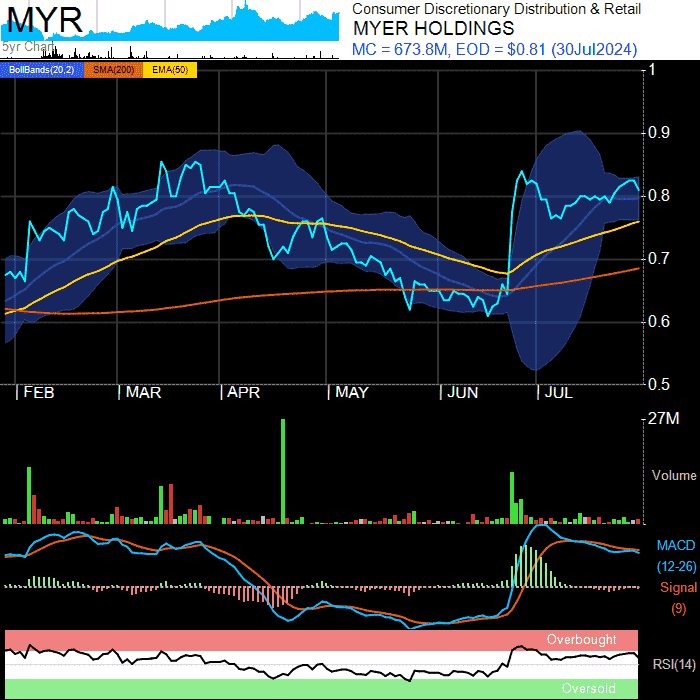 MYR
5yr Chart
Consumer Discretionary Distribution & Retail
MYER HOLDINGS
MC = 673.8M, EOD = $0.81 (30Jul2024)
BollBands(20,2) SMA(200) EMA(50)
1
0.9
0.8
0.7
0.6
0.5
FEB MAR APR MAY JUN JUL
27M
Volume
MACD
(12-26)
Signal
(9)
Overbought
RSI(14)
Oversold